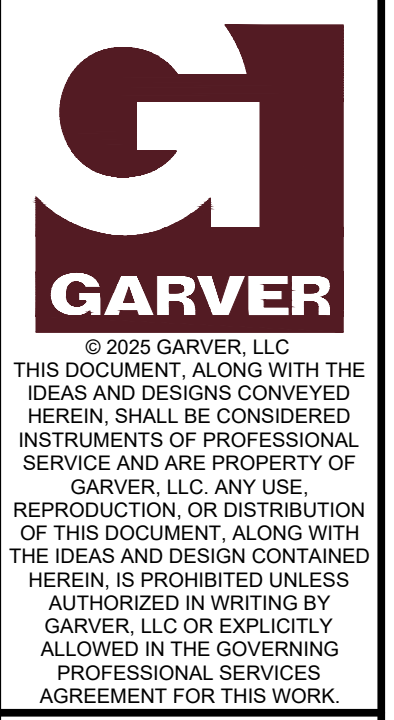 GARVER
© 2025 GARVER, LLC
THIS DOCUMENT, ALONG WITH THE
IDEAS AND DESIGNS CONVEYED
HEREIN, SHALL BE CONSIDERED
INSTRUMENTS OF PROFESSIONAL
SERVICE AND ARE PROPERTY OF
GARVER, LLC. ANY USE,
REPRODUCTION, OR DISTRIBUTION
OF THIS DOCUMENT, ALONG WITH
THE IDEAS AND DESIGN CONTAINED
HEREIN, IS PROHIBITED UNLESS
AUTHORIZED IN WRITING BY
GARVER, LLC OR EXPLICITLY
ALLOWED IN THE GOVERNING
PROFESSIONAL SERVICES
AGREEMENT FOR THIS WORK.